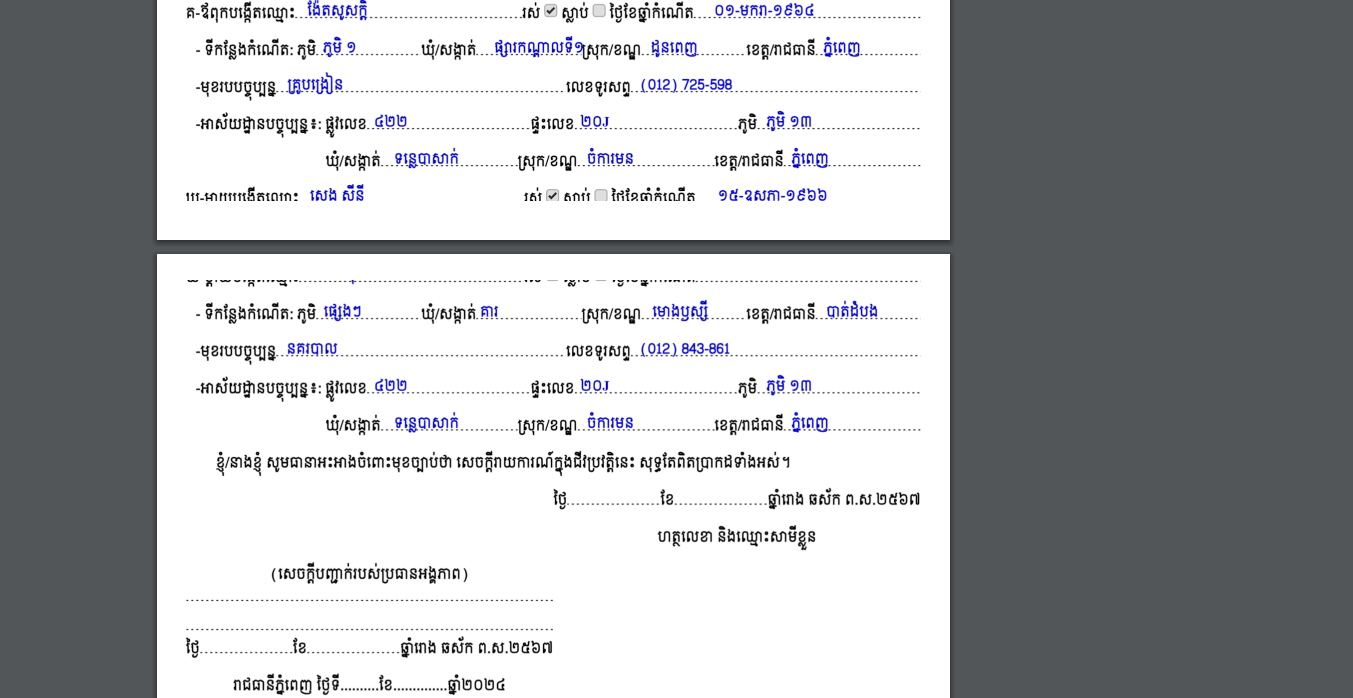 គ-ឪពុកបង្កើតឈ្មោះ ង៉ែតសូសក្ដិ រស់ ស្លាប់ ថ្ងៃខែឆ្នាំកំណើត ០១-មករា-១៩៦៤
- ទីកន្លែងកំណើត: ភូមិ ភូមិ ១ ឃុំ/សង្កាត់ ផ្សារកណ្តាលទី១ ស្រុក/ខណ្ឌ ដូនពេញ ខេត្ត/រាជធានី ភ្នំពេញ
-មុខរបបច្ចុប្បន្ន គ្រូបង្រៀន លេខទូរសព្ទ (012) 725-598
-អាស័យដ្ឋានបច្ចុប្បន្ន៖: ផ្លូវលេខ ៤២២ ផ្ទះលេខ ២០J ភូមិ ភូមិ ១៣
ឃុំ/សង្កាត់ ទន្លេបាសាក់ ស្រុក/ខណ្ឌ ចំការមន ខេត្ត/រាជធានី ភ្នំពេញ
ឃ-ម្តាយបង្កើតឈ្មោះ សេង ស៊ីនី រស់ ស្លាប់ ថ្ងៃខែឆ្នាំកំណើត ១៥-ឧសភា-១៩៦៦
- ទីកន្លែងកំណើត: ភូមិ ផ្សេងៗ ឃុំ/សង្កាត់ គារ ស្រុក/ខណ្ឌ មោងឫស្សី ខេត្ត/រាជធានី បាត់ដំបង
-មុខរបបច្ចុប្បន្ន នគរបាល លេខទូរសព្ទ (012) 843-861
-អាស័យដ្ឋានបច្ចុប្បន្ន៖: ផ្លូវលេខ ៤២២ ផ្ទះលេខ ២០J ភូមិ ភូមិ ១៣
ឃុំ/សង្កាត់ ទន្លេបាសាក់ ស្រុក/ខណ្ឌ ចំការមន ខេត្ត/រាជធានី ភ្នំពេញ
ខ្ញុំ/នាងខ្ញុំ សូមធានាអះអាងចំពោះមុខច្បាប់ថា សេចក្តីរាយការណ៍ក្នុងជីវប្រវត្តិនេះ សុទ្ធតែពិតប្រាកដទាំងអស់។
ថ្ងៃ....................ខែ....................ឆ្នាំរោង ឆស័ក ព.ស.២៥៦៧
ហត្ថលេខា និងឈ្មោះសាមីខ្លួន
(សេចក្តីបញ្ជាក់របស់ប្រធានអង្គភាព)
ថ្ងៃ....................ខែ....................ឆ្នាំរោង ឆស័ក ព.ស.២៥៦៧
រាជធានីភ្នំពេញ ថ្ងៃទី..........ខែ..............ឆ្នាំ២០២៤